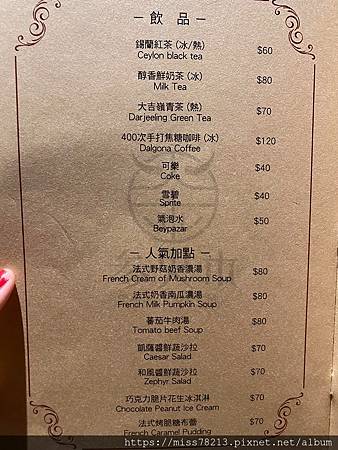 — 飲 品 —
錫蘭紅茶 (冰/熱)
Ceylon black tea
$60
醇香鮮奶茶 (冰)
Milk Tea
$80
大吉嶺青茶 (熱)
Darjeeling Green Tea
$70
400次手打焦糖咖啡 (冰)
Dalgona Coffee
$120
可樂
Coke
$40
雪碧
Sprite
$40
氣泡水
Beypazar
$50
— 人氣加點 —
法式野菇奶香濃湯
French Cream of Mushroom Soup
$80
法式奶香南瓜濃湯
French Milk Pumpkin Soup
$80
蕃茄牛肉湯
Tomato beef Soup
$80
凱薩醬鮮蔬沙拉
Caesar Salad
$70
和風醬鮮蔬沙拉
Zephyr Salad
$70
巧克力脆片花生冰淇淋
Chocolate Peanut Ice Cream
$70
法式烤脆糖布蕾
French Caramel Pudding
$70
https://miss78213.pixnet.net/album